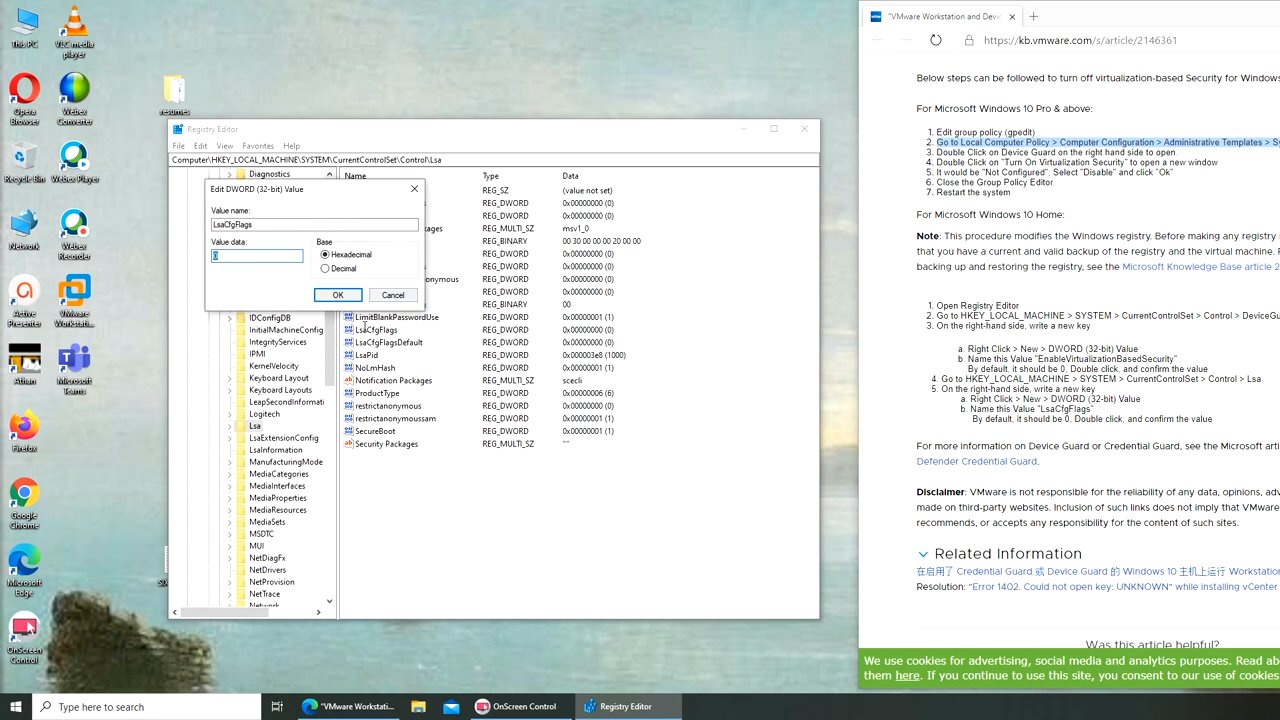 This PC
VLC media player
Opera Browser
Webex Converter
resumes
Recycle Bin
Webex Player
Network
Webex Recorder
Active Presenter
VMware Workstati...
Athan
Microsoft Teams
Firefox
Google Chrome
Microsoft Edge
OnScreen Control
Registry Editor
File Edit View Favorites Help
Computer\HKEY_LOCAL_MACHINE\SYSTEM\CurrentControlSet\Control\Lsa
Diagnostics
IDConfigDB
InitialMachineConfig
IntegrityServices
IPMI
KernelVelocity
Keyboard Layout
Keyboard Layouts
LeapSecondInformati
Logitech
Lsa
LsaExtensionConfig
LsaInformation
ManufacturingMode
MediaCategories
MediaInterfaces
MediaProperties
MediaResources
MediaSets
MSDTC
MUI
NetDiagFx
NetDrivers
NetProvision
NetTrace
Network
Edit DWORD (32-bit) Value
Value name:
LsaCfgFlags
Value data:
0
Base
Hexadecimal
Decimal
OK Cancel
Name Type Data
REG_SZ (value not set)
REG_DWORD 0x00000000 (0)
REG_DWORD 0x00000000 (0)
ckages REG_MULTI_SZ msv1_0
REG_BINARY 00 30 00 00 00 20 00 00
REG_DWORD 0x00000000 (0)
REG_DWORD 0x00000000 (0)
onymous REG_DWORD 0x00000000 (0)
REG_DWORD 0x00000000 (0)
REG_BINARY 00
LimitBlankPasswordUse REG_DWORD 0x00000001 (1)
LsaCfgFlags REG_DWORD 0x00000000 (0)
LsaCfgFlagsDefault REG_DWORD 0x00000000 (0)
LsaPid REG_DWORD 0x000003e8 (1000)
NoLmHash REG_DWORD 0x00000001 (1)
Notification Packages REG_MULTI_SZ scecli
ProductType REG_DWORD 0x00000006 (6)
restrictanonymous REG_DWORD 0x00000000 (0)
restrictanonymoussam REG_DWORD 0x00000001 (1)
SecureBoot REG_DWORD 0x00000001 (1)
Security Packages REG_MULTI_SZ ""
"VMware Workstation and Devic
https://kb.vmware.com/s/article/2146361
Below steps can be followed to turn off virtualization-based Security for Windows
For Microsoft Windows 10 Pro & above:
1. Edit group policy (gpedit)
2. Go to Local Computer Policy > Computer Configuration > Administrative Templates > Sy
3. Double Click on Device Guard on the right hand side to open
4. Double Click on "Turn On Virtualization Security" to open a new window
5. It would be "Not Configured", Select "Disable" and click "Ok"
6. Close the Group Policy Editor
7. Restart the system
For Microsoft Windows 10 Home:
Note: This procedure modifies the Windows registry. Before making any registry
that you have a current and valid backup of the registry and the virtual machine. F
backing up and restoring the registry, see the Microsoft Knowledge Base article 2
1. Open Registry Editor
2. Go to HKEY_LOCAL_MACHINE > SYSTEM > CurrentControlSet > Control > DeviceGu
3. On the right-hand side, write a new key
a. Right Click > New > DWORD (32-bit) Value
b. Name this Value "EnableVirtualizationBasedSecurity"
By default, it should be 0, Double click and confirm the value
4. Go to HKEY_LOCAL_MACHINE > SYSTEM > CurrentControlSet > Control > Lsa
5. On the right-hand side, write a new key
a. Right Click > New > DWORD (32-bit) Value
b. Name this Value "LsaCfgFlags"
By default, it should be 0, Double click, and confirm the value
For more information on Device Guard or Credential Guard, see the Microsoft arti
Defender Credential Guard.
Disclaimer: VMware is not responsible for the reliability of any data, opinions, adv
made on third-party websites. Inclusion of such links does not imply that VMware
recommends, or accepts any responsibility for the content of such sites.
Related Information
在启用了 Credential Guard 或 Device Guard 的 Windows 10 主机上运行 Workstation
Resolution: "Error 1402. Could not open key: UNKNOWN" while installing vCenter
Was this article helpful?
We use cookies for advertising, social media and analytics purposes. Read ab
them here. If you continue to use this site, you consent to our use of cookies
Type here to search
"VMware Workstati...
OnScreen Control
Registry Editor